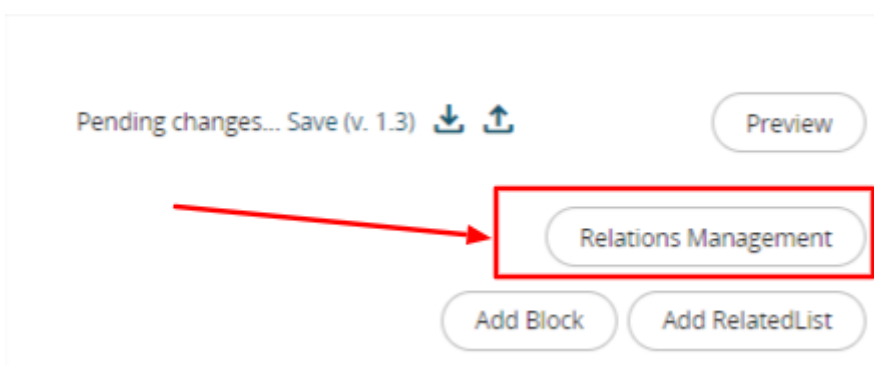 Pending changes... Save (v. 1.3)
Preview
Relations Management
Add Block
Add RelatedList